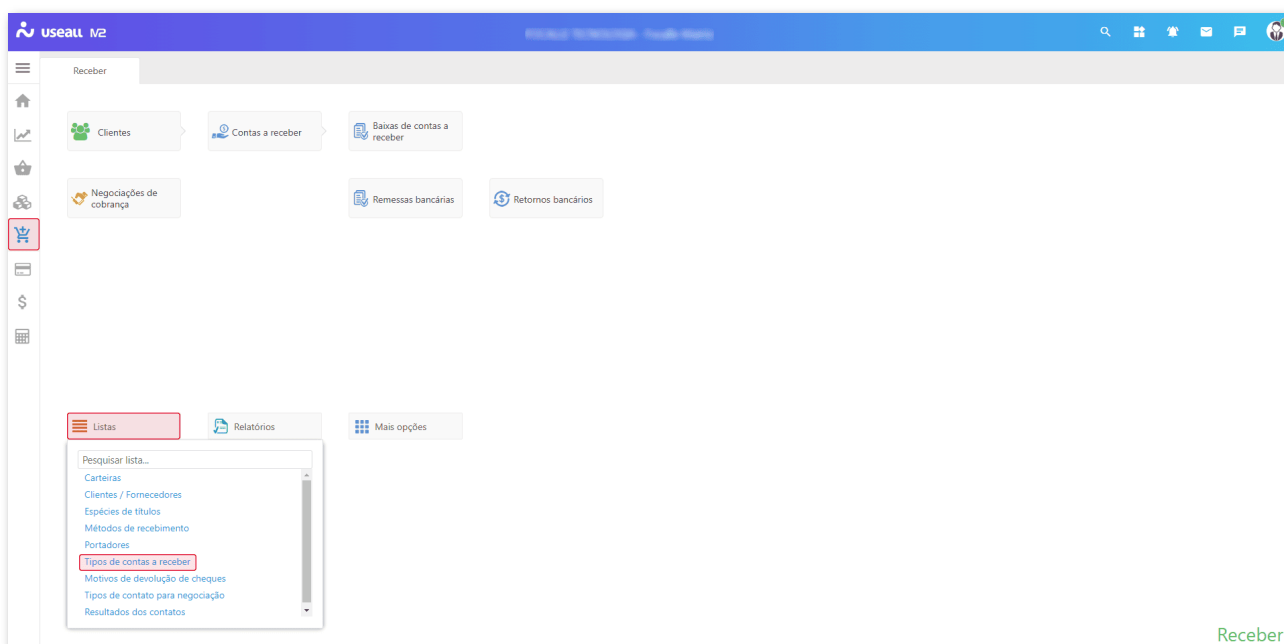 useall M2
Receber
Clientes
Contas a receber
Baixas de contas a
receber
Negociações de
cobrança
Remessas bancárias
Retornos bancários
Listas
Relatórios
Mais opções
Pesquisar lista...
Carteiras
Clientes / Fornecedores
Espécies de títulos
Métodos de recebimento
Portadores
Tipos de contas a receber
Motivos de devolução de cheques
Tipos de contato para negociação
Resultados dos contatos
Receber